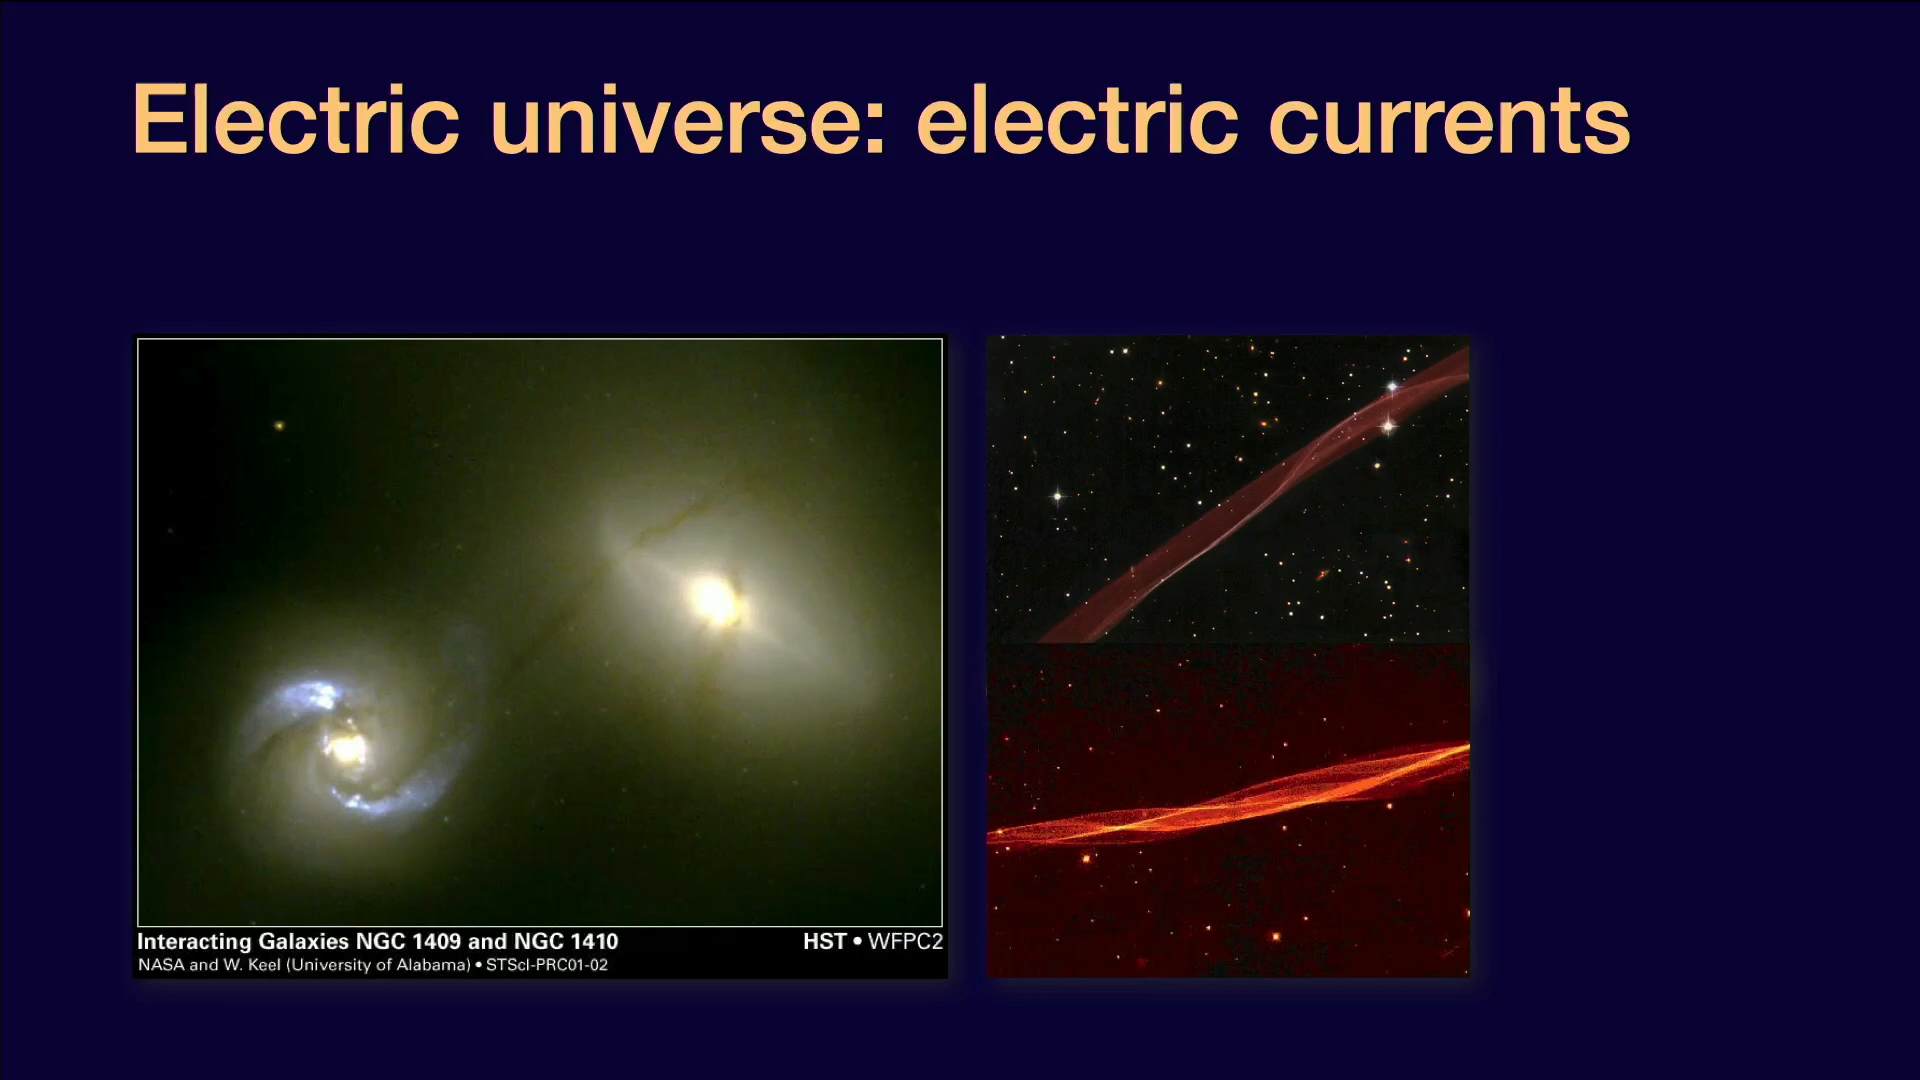 Electric universe: electric currents
Interacting Galaxies NGC 1409 and NGC 1410
HST • WFPC2
NASA and W. Keel (University of Alabama) • STScI-PRC01-02